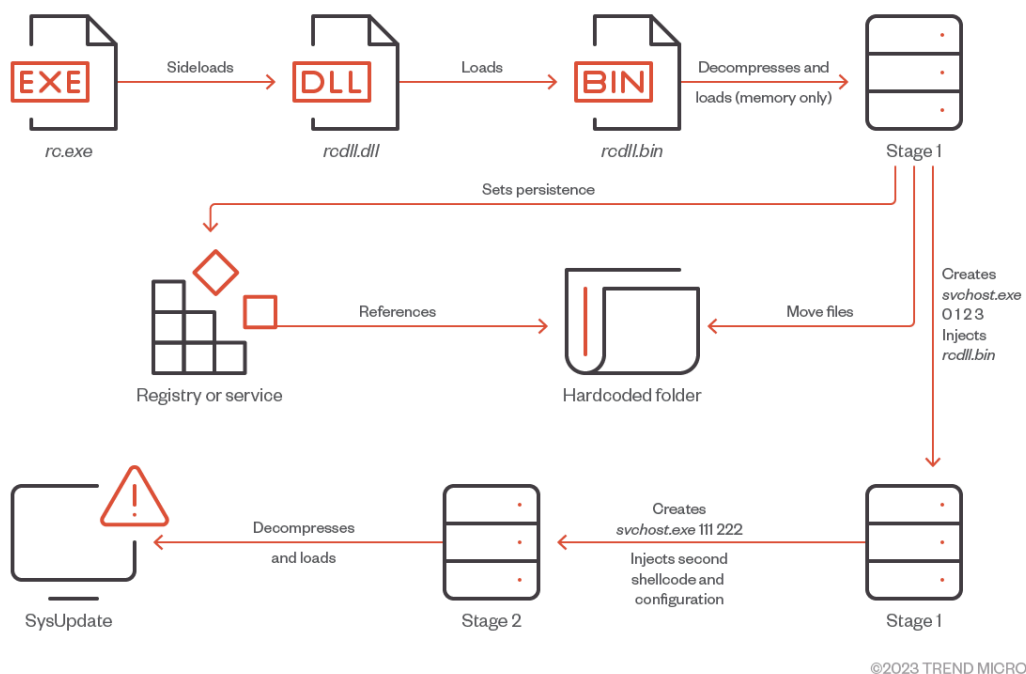 EXE
Sideloads
DLL
Loads
BIN
Decompresses and
loads (memory only)
rc.exe
rcdll.dll
rcdll.bin
Stage 1
Sets persistence
References
Move files
Creates
svchost.exe
0 1 2 3
Injects
rcdll.bin
Registry or service
Hardcoded folder
Decompresses
and loads
Creates
svchost.exe 111 222
Injects second
shellcode and
configuration
SysUpdate
Stage 2
Stage 1
©2023 TREND MICRO